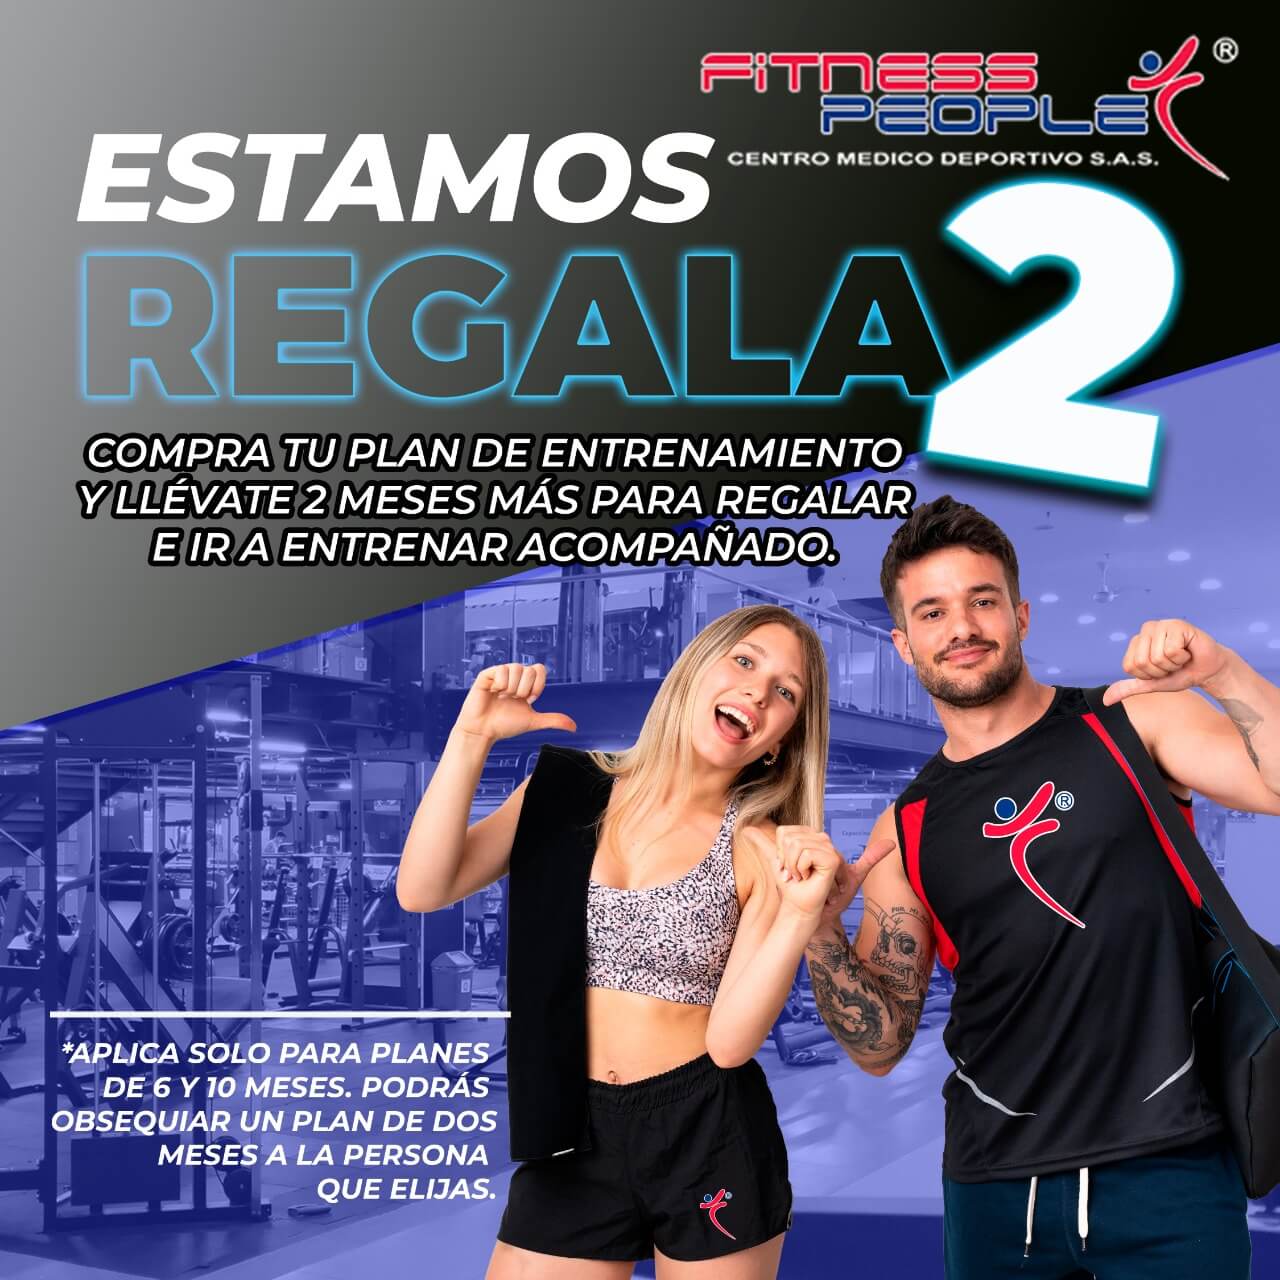 FiTNESS
PEOPLE
®
CENTRO MEDICO DEPORTIVO S.A.S.
ESTAMOS
REGALA2
COMPRA TU PLAN DE ENTRENAMIENTO
Y LLÉVATE 2 MESES MÁS PARA REGALAR
E IR A ENTRENAR ACOMPAÑADO.
®
*APLICA SOLO PARA PLANES
DE 6 Y 10 MESES. PODRÁS
OBSEQUIAR UN PLAN DE DOS
MESES A LA PERSONA
QUE ELIJAS.